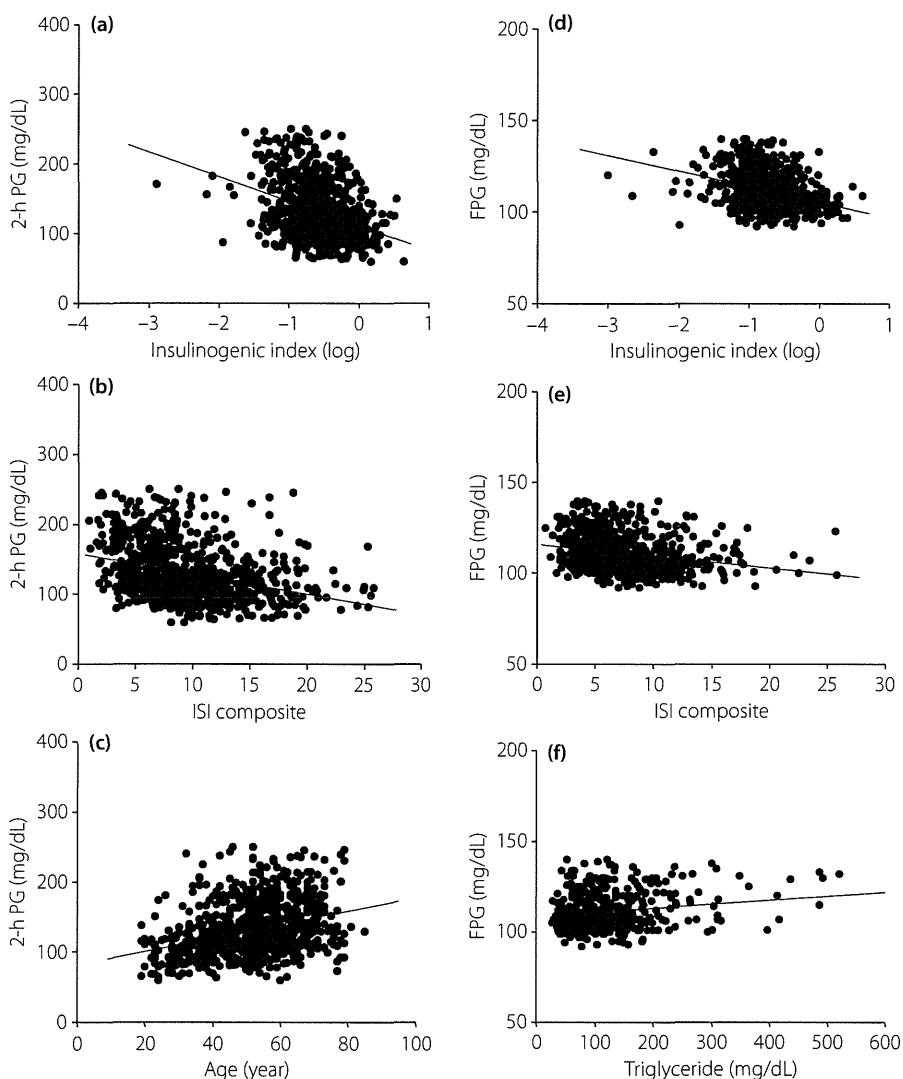 (a)
400
300
200
100
0
2-h PG (mg/dL)
−4 −3 −2 −1 0 1
Insulinogenic index (log)
(d)
200
150
100
50
FPG (mg/dL)
−4 −3 −2 −1 0 1
Insulinogenic index (log)
(b)
400
300
200
100
0
2-h PG (mg/dL)
0 5 10 15 20 25 30
ISI composite
(e)
200
150
100
50
FPG (mg/dL)
0 5 10 15 20 25 30
ISI composite
(c)
400
300
200
100
0
2-h PG (mg/dL)
0 20 40 60 80 100
Age (year)
(f)
200
150
100
50
FPG (mg/dL)
0 100 200 300 400 500 600
Triglyceride (mg/dL)